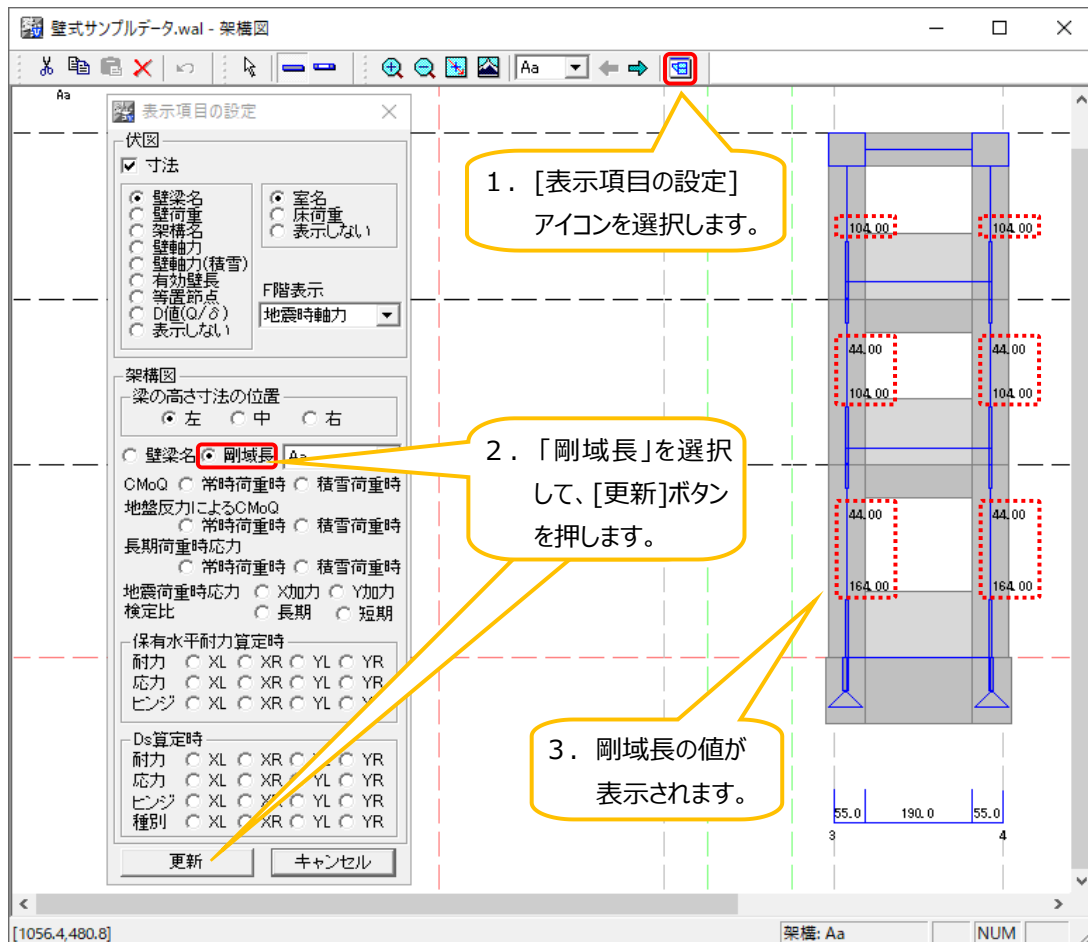 壁式サンプルデータ.wal - 架構図
Aa
Aa
表示項目の設定
伏図
寸法
壁梁名
壁荷重
架構名
壁軸力
壁軸力(積雪)
有効壁長
等置節点
D値(Q/δ)
表示しない
室名
床荷重
表示しない
F階表示
地震時軸力
架構図
梁の高さ寸法の位置
左 中 右
壁梁名 剛域長 Aa
CMoQ 常時荷重時 積雪荷重時
地盤反力によるCMoQ
常時荷重時 積雪荷重時
長期荷重時応力
常時荷重時 積雪荷重時
地震荷重時応力 X加力 Y加力
検定比 長期 短期
保有水平耐力算定時
耐力 XL XR YL YR
応力 XL XR YL YR
ヒンジ XL XR YL YR
Ds算定時
耐力 XL XR YL YR
応力 XL XR YL YR
ヒンジ XL XR YL YR
種別 XL XR YL YR
更新 キャンセル
1．[表示項目の設定]
アイコンを選択します。
2．「剛域長」を選択
して、[更新]ボタン
を押します。
3．剛域長の値が
表示されます。
104.00 104.00
44.00 44.00
104.00 104.00
44.00 44.00
164.00 164.00
55.0 190.0 55.0
3 4
[1056.4,480.8] 架構: Aa NUM